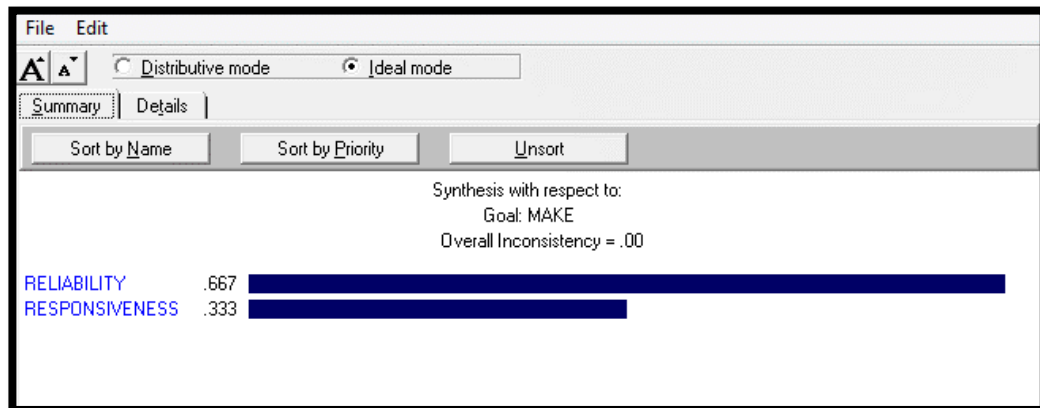 File Edit
A A Distributive mode Ideal mode
Summary Details
Sort by Name Sort by Priority Unsort
Synthesis with respect to:
Goal: MAKE
Overall Inconsistency = .00
RELIABILITY .667
RESPONSIVENESS .333